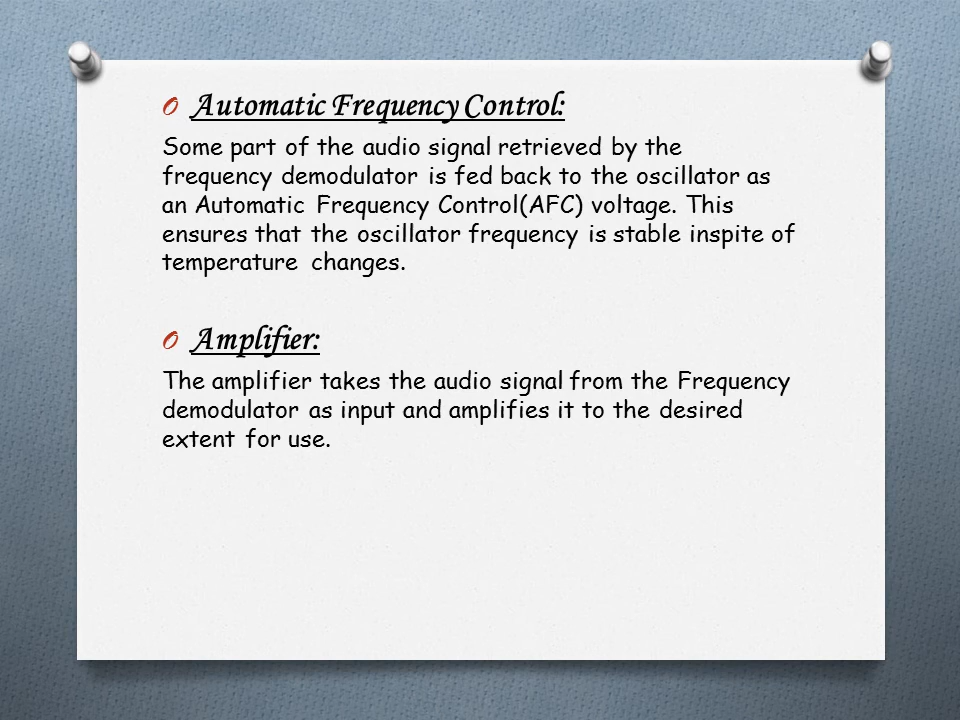 Automatic Frequency Control:
Some part of the audio signal retrieved by the
frequency demodulator is fed back to the oscillator as
an Automatic Frequency Control(AFC) voltage. This
ensures that the oscillator frequency is stable inspite of
temperature changes.
Amplifier:
The amplifier takes the audio signal from the Frequency
demodulator as input and amplifies it to the desired
extent for use.